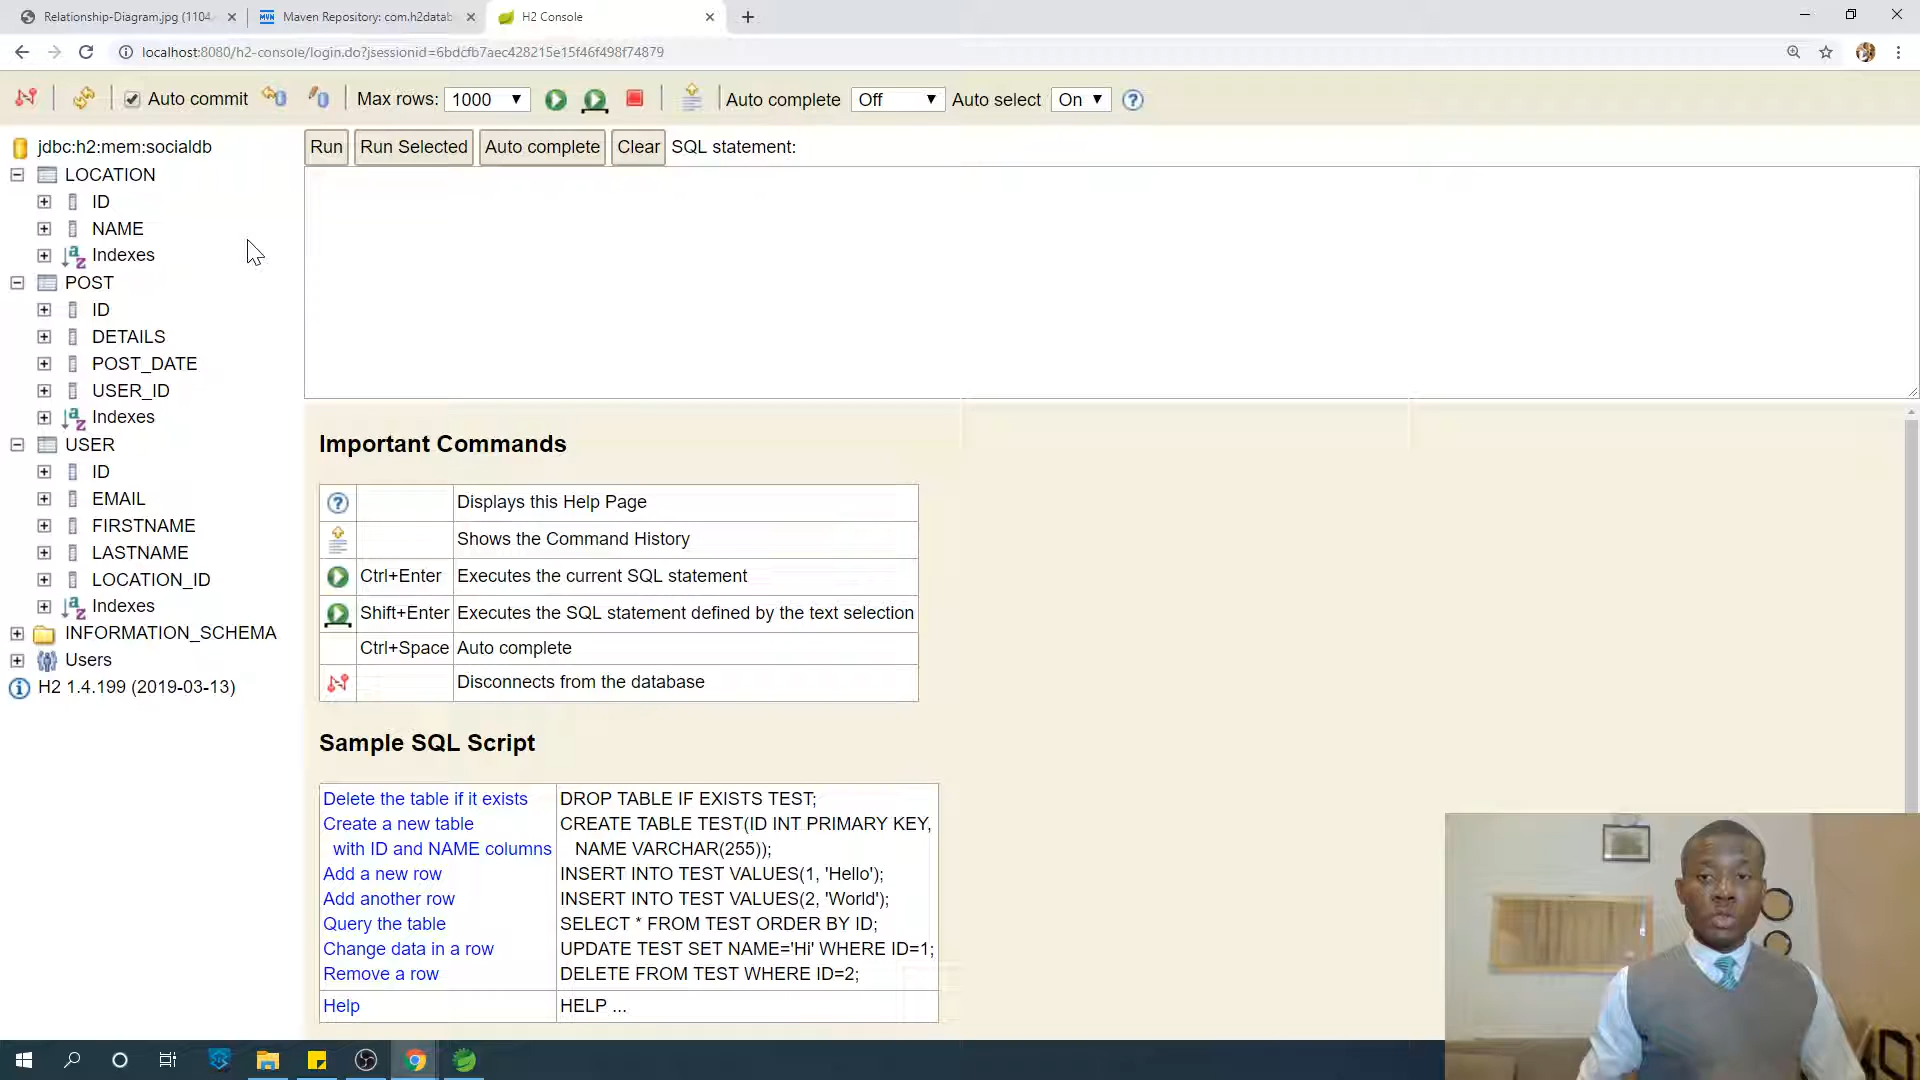 Relationship-Diagram.jpg (1104
Maven Repository: com.h2datab
H2 Console
localhost:8080/h2-console/login.do?jsessionid=6bdcfb7aec428215e15f46f498f74879
Auto commit
Max rows: 1000
Auto complete Off
Auto select On
jdbc:h2:mem:socialdb
LOCATION
ID
NAME
Indexes
POST
ID
DETAILS
POST_DATE
USER_ID
Indexes
USER
ID
EMAIL
FIRSTNAME
LASTNAME
LOCATION_ID
Indexes
INFORMATION_SCHEMA
Users
H2 1.4.199 (2019-03-13)
Run Run Selected Auto complete Clear SQL statement:
Important Commands
Displays this Help Page
Shows the Command History
Ctrl+Enter Executes the current SQL statement
Shift+Enter Executes the SQL statement defined by the text selection
Ctrl+Space Auto complete
Disconnects from the database
Sample SQL Script
Delete the table if it exists DROP TABLE IF EXISTS TEST;
Create a new table CREATE TABLE TEST(ID INT PRIMARY KEY,
with ID and NAME columns NAME VARCHAR(255));
Add a new row INSERT INTO TEST VALUES(1, 'Hello');
Add another row INSERT INTO TEST VALUES(2, 'World');
Query the table SELECT * FROM TEST ORDER BY ID;
Change data in a row UPDATE TEST SET NAME='Hi' WHERE ID=1;
Remove a row DELETE FROM TEST WHERE ID=2;
Help HELP ...